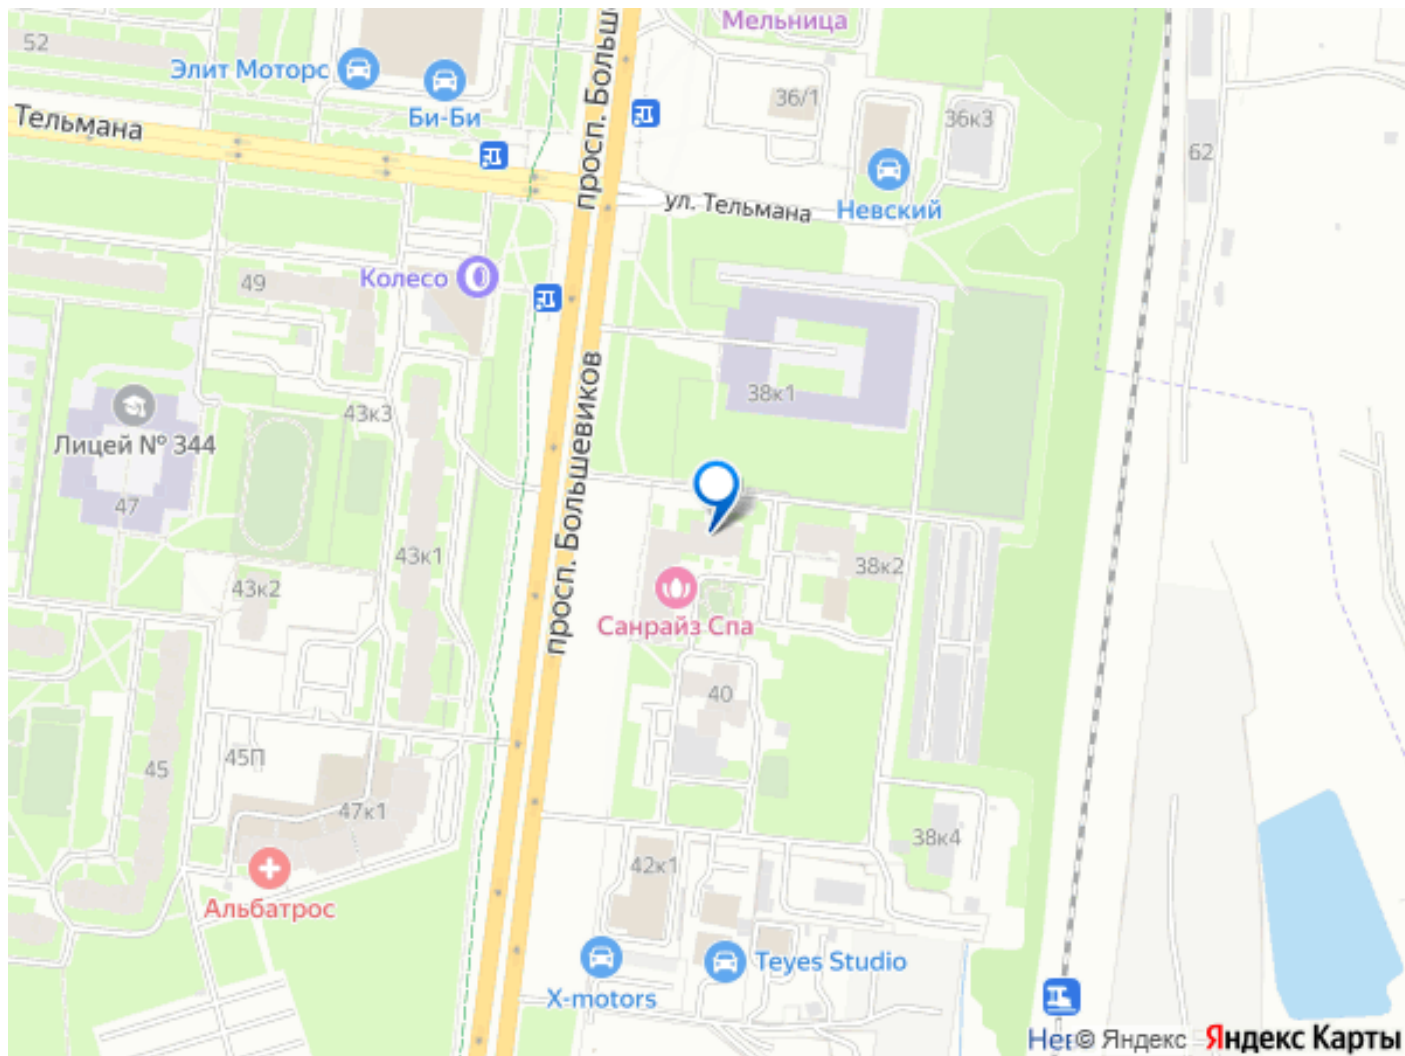 Мельница
52
Элит Моторс
Би-Би
просп. Больш
36/1
36к3
62
Тельмана
ул. Тельмана
Невский
49
Колесо
38к1
43к3
Лицей № 344
просп. Большевиков
47
43к1
38к2
43к2
Санрайз Спа
40
45П
45
47к1
38к4
42к1
Альбатрос
Teyes Studio
X-motors
Нев
© Яндекс Яндекс Карты